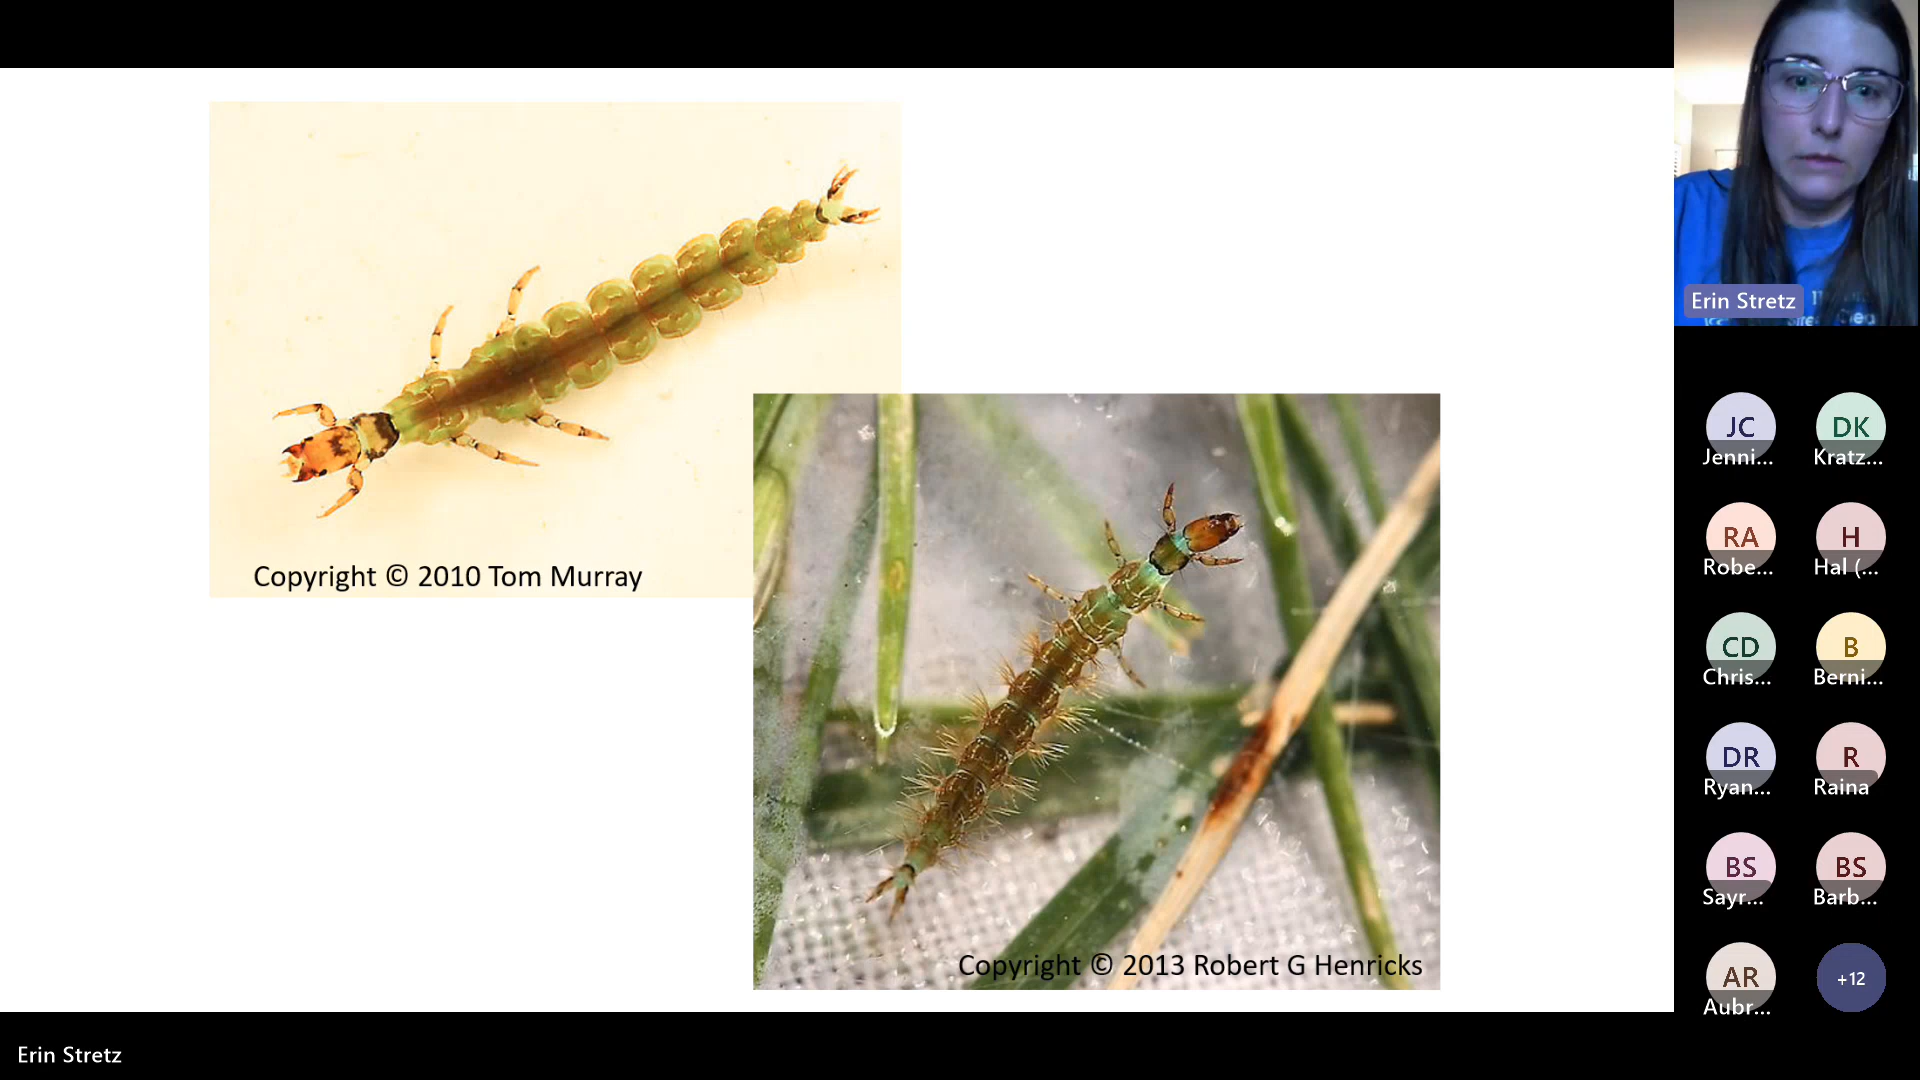 Copyright © 2010 Tom Murray
Copyright © 2013 Robert G Henricks
Erin Stretz
JC
Jenni...
DK
Kratz...
RA
Robe...
H
Hal (...
CD
Chris...
B
Berni...
DR
Ryan...
R
Raina
BS
Sayr...
BS
Barb...
AR
Aubr...
+12
Erin Stretz